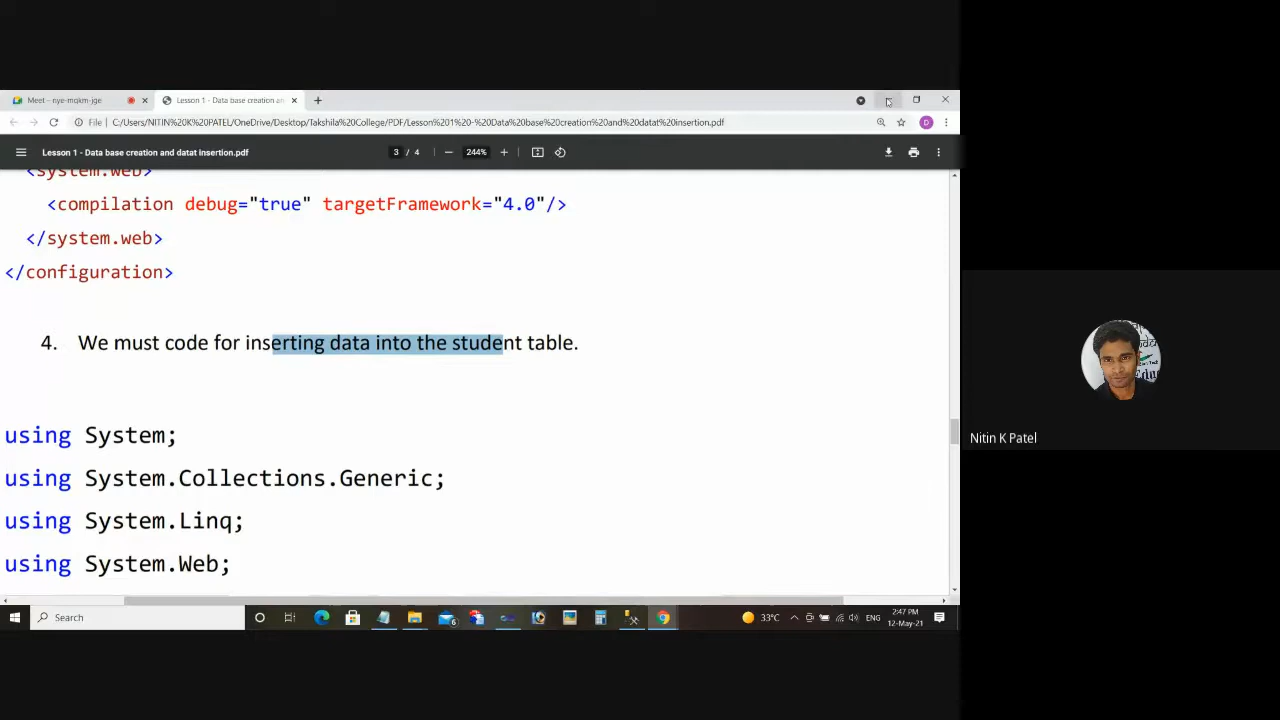 Meet – nye-mqkm-jge
Lesson 1 - Data base creation an
File
C:/Users/NITIN%20K%20PATEL/OneDrive/Desktop/Takshila%20College/PDF/Lesson%201%20-%20Data%20base%20creation%20and%20datat%20insertion.pdf
D
Lesson 1 - Data base creation and datat insertion.pdf
3 / 4
244%
<system.web>
<compilation debug="true" targetFramework="4.0"/>
</system.web>
</configuration>
4. We must code for inserting data into the student table.
using System;
using System.Collections.Generic;
using System.Linq;
using System.Web;
Nitin K Patel
Search
6
33°C
ENG
2:47 PM
12-May-21